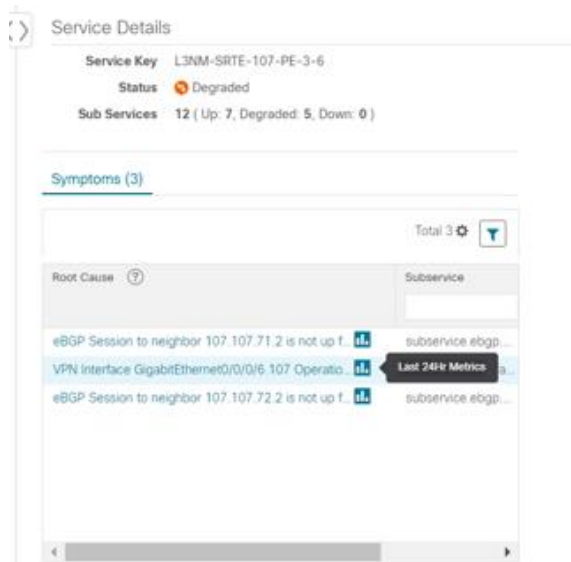 Service Details
Service Key L3NM-SRTE-107-PE-3-6
Status Degraded
Sub Services 12 ( Up: 7, Degraded: 5, Down: 0 )
Symptoms (3)
Total 3
Root Cause ? Subservice
eBGP Session to neighbor 107.107.71.2 is not up f... subservice.ebgp....
VPN Interface GigabitEthernet0/0/0/6.107 Operatio... Last 24Hr Metrics a...
eBGP Session to neighbor 107.107.72.2 is not up f... subservice.ebgp....